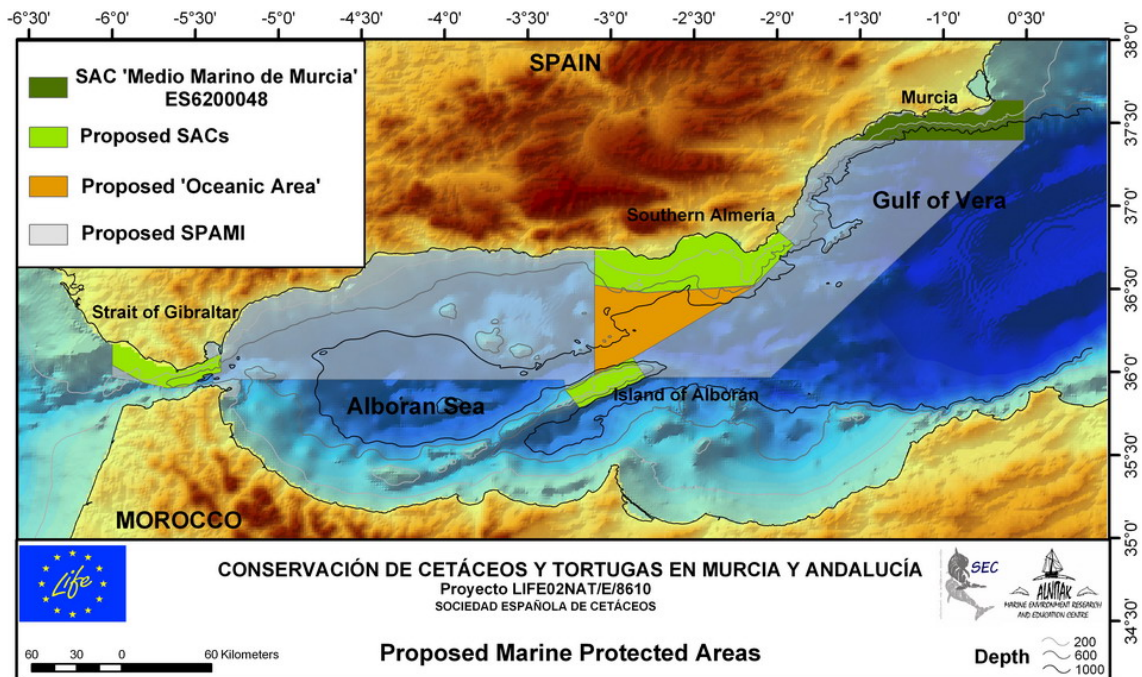 -6°30'
-6°0'
-5°30'
-5°0'
-4°30'
-4°0'
-3°30'
-3°0'
-2°30'
-2°0'
-1°30'
-1°0'
0°30'
SAC 'Medio Marino de Murcia'
ES6200048
Proposed SACs
Proposed 'Oceanic Area'
Proposed SPAMI
SPAIN
Murcia
Gulf of Vera
Southern Almería
Strait of Gibraltar
Alboran Sea
Island of Alborán
MOROCCO
38°0'
37°30'
37°0'
36°30'
36°0'
35°30'
35°0'
34°30'
Life
CONSERVACIÓN DE CETÁCEOS Y TORTUGAS EN MURCIA Y ANDALUCÍA
Proyecto LIFE02NAT/E/8610
SOCIEDAD ESPAÑOLA DE CETÁCEOS
SEC
ALNITAK
MARINE ENVIRONMENT RESEARCH
AND EDUCATION CENTRE
60 30 0 60 Kilometers
Proposed Marine Protected Areas
Depth
200
600
1000